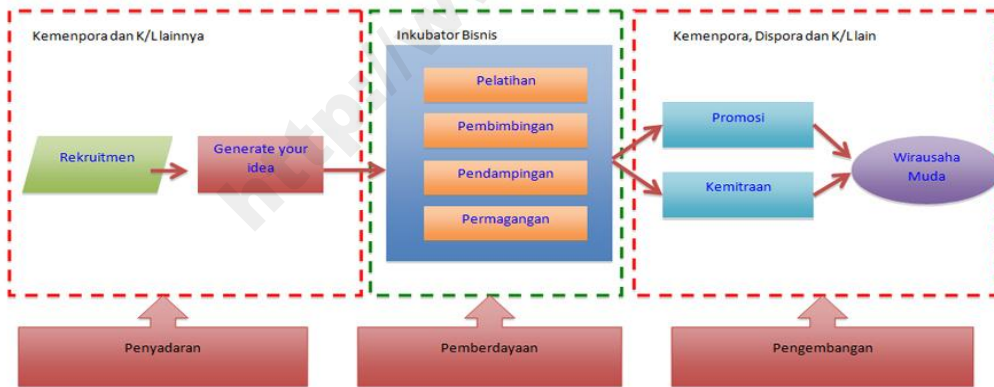 Kemenpora dan K/L lainnya
Inkubator Bisnis
Kemenpora, Dispora dan K/L lain
Rekruitmen
Generate your
idea
Pelatihan
Pembimbingan
Pendampingan
Permagangan
Promosi
Kemitraan
Wirausaha
Muda
Penyadaran
Pemberdayaan
Pengembangan
http://w